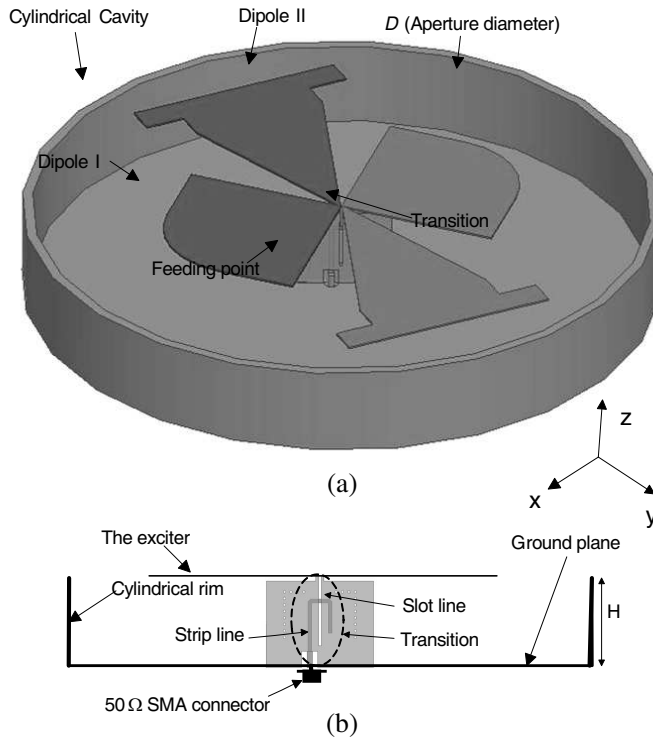 Cylindrical Cavity
Dipole II
D (Aperture diameter)
Dipole I
Transition
Feeding point
z
x
y
(a)
The exciter
Ground plane
Cylindrical rim
Slot line
H
Strip line
Transition
50 Ω SMA connector
(b)